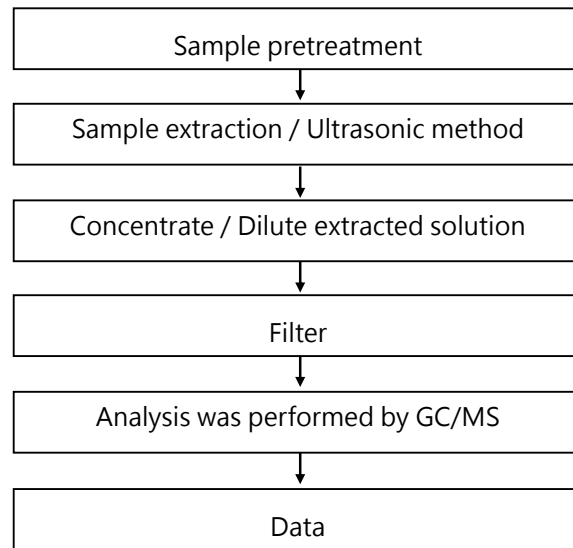 Sample pretreatment
Sample extraction / Ultrasonic method
Concentrate / Dilute extracted solution
Filter
Analysis was performed by GC/MS
Data